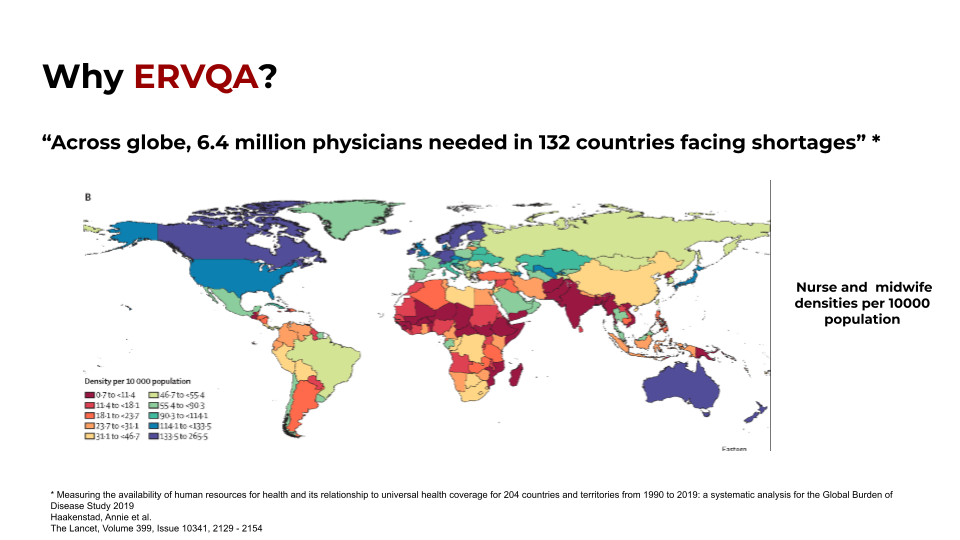 Why ERVQA?
“Across globe, 6.4 million physicians needed in 132 countries facing shortages” *
B
Nurse and midwife
densities per 10000
population
Density per 10 000 population
0·7 to <11·4
11·4 to <18·1
18·1 to <23·7
23·7 to <31·1
31·1 to <46·7
46·7 to <55·4
55·4 to <90·3
90·3 to <114·1
114·1 to <133·5
133·5 to 265·5
* Measuring the availability of human resources for health and its relationship to universal health coverage for 204 countries and territories from 1990 to 2019: a systematic analysis for the Global Burden of
Disease Study 2019
Haakenstad, Annie et al.
The Lancet, Volume 399, Issue 10341, 2129 - 2154